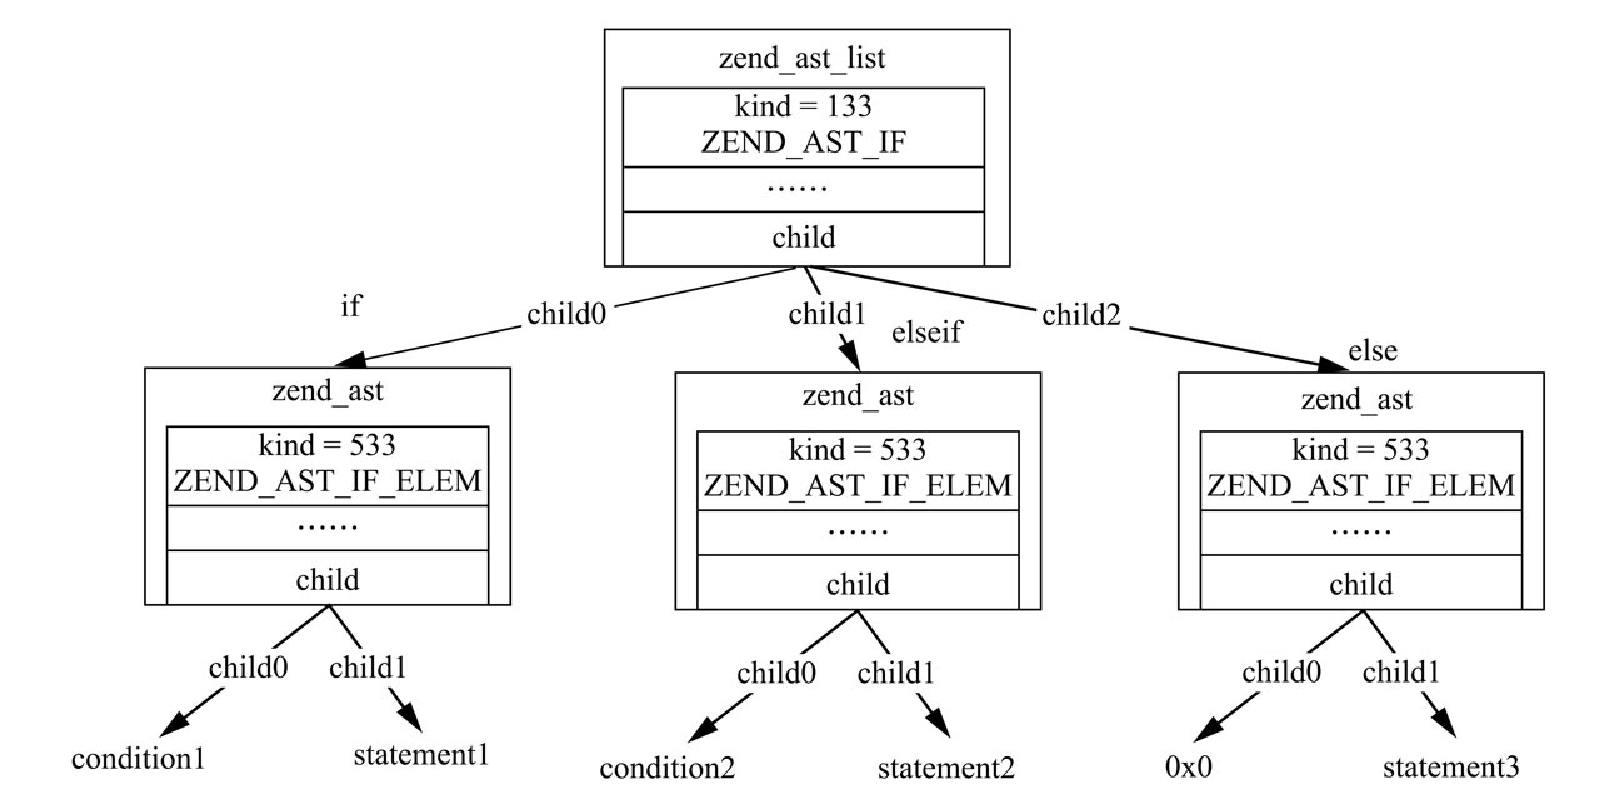 zend_ast_list
kind = 133
ZEND_AST_IF
······
child
if
child0
child1
elseif
child2
else
zend_ast
kind = 533
ZEND_AST_IF_ELEM
······
child
child0
child1
condition1
statement1
zend_ast
kind = 533
ZEND_AST_IF_ELEM
······
child
child0
child1
condition2
statement2
zend_ast
kind = 533
ZEND_AST_IF_ELEM
······
child
child0
child1
0x0
statement3